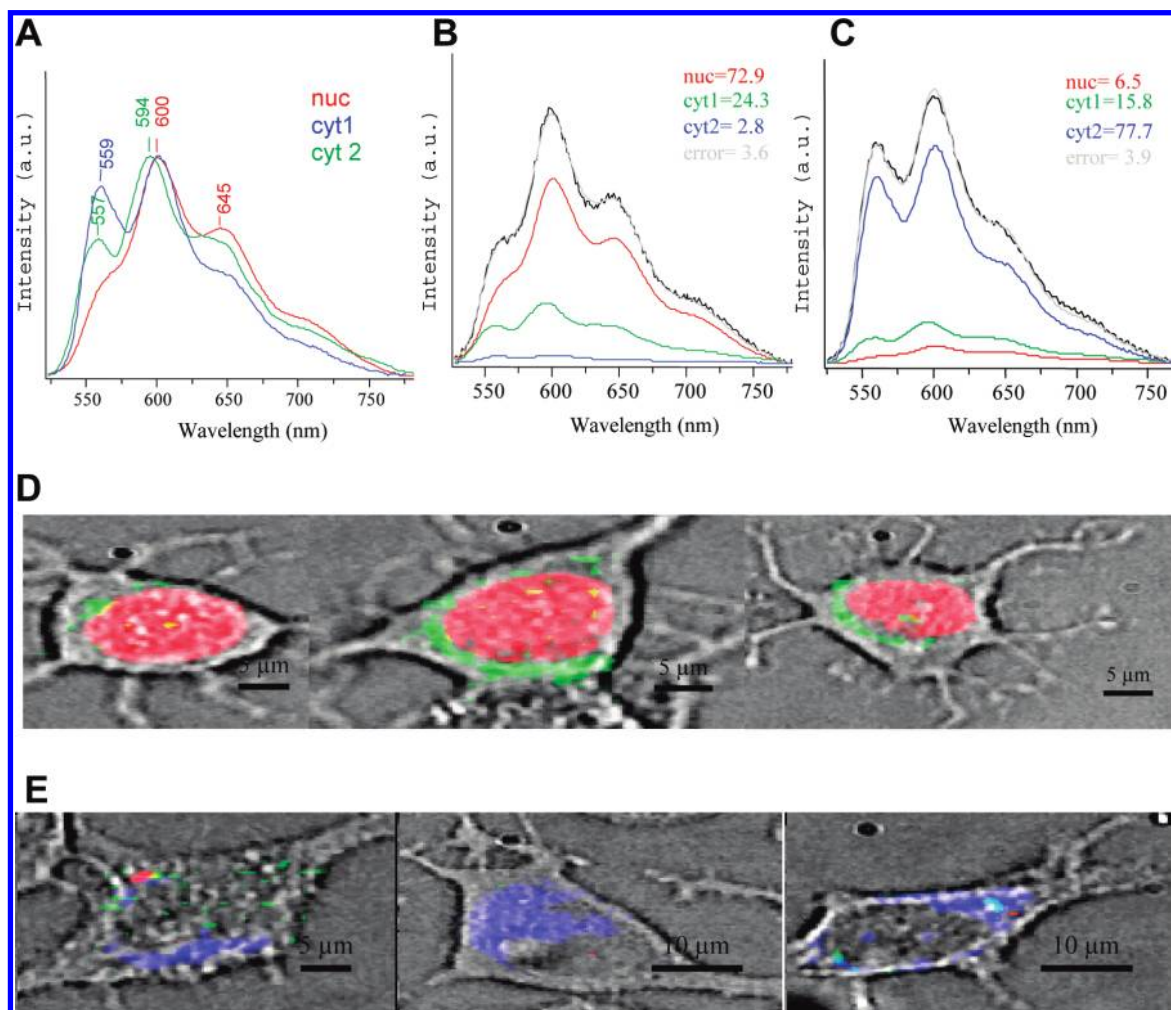 A
B
C
559
557
594
600
645
nuc
cyt1
cyt 2
Intensity (a.u.)
550 600 650 700 750
Wavelength (nm)
nuc=72.9
cyt1=24.3
cyt2= 2.8
error= 3.6
Intensity (a.u.)
550 600 650 700 750
Wavelength (nm)
nuc= 6.5
cyt1=15.8
cyt2=77.7
error= 3.9
Intensity (a.u.)
550 600 650 700 750
Wavelength (nm)
D
5 µm
5 µm
5 µm
E
5 µm
10 µm
10 µm